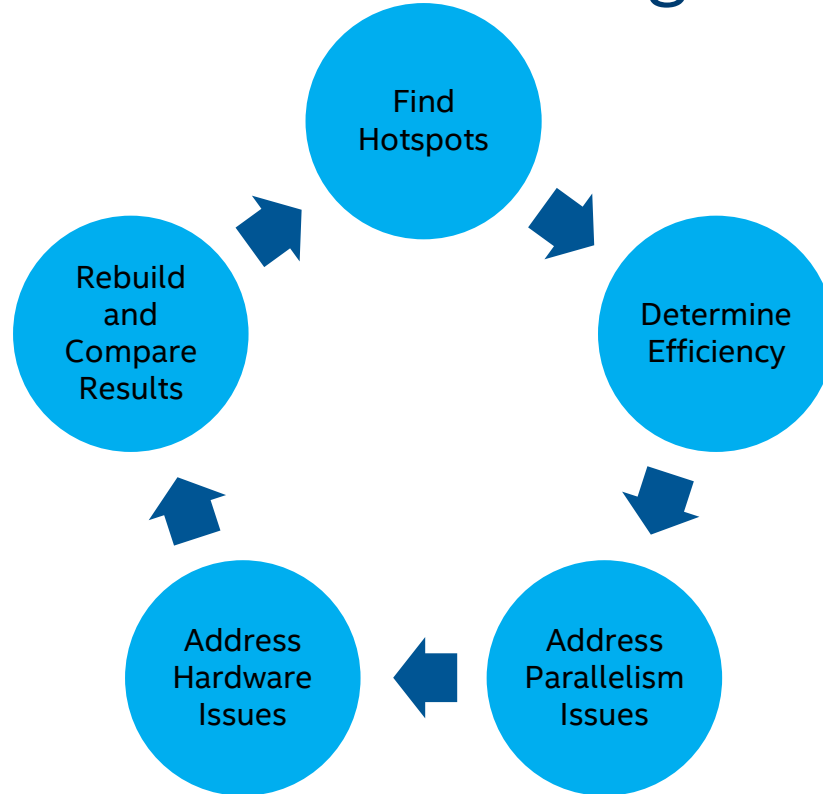 Find
Hotspots
Determine
Efficiency
Address
Parallelism
Issues
Address
Hardware
Issues
Rebuild
and
Compare
Results